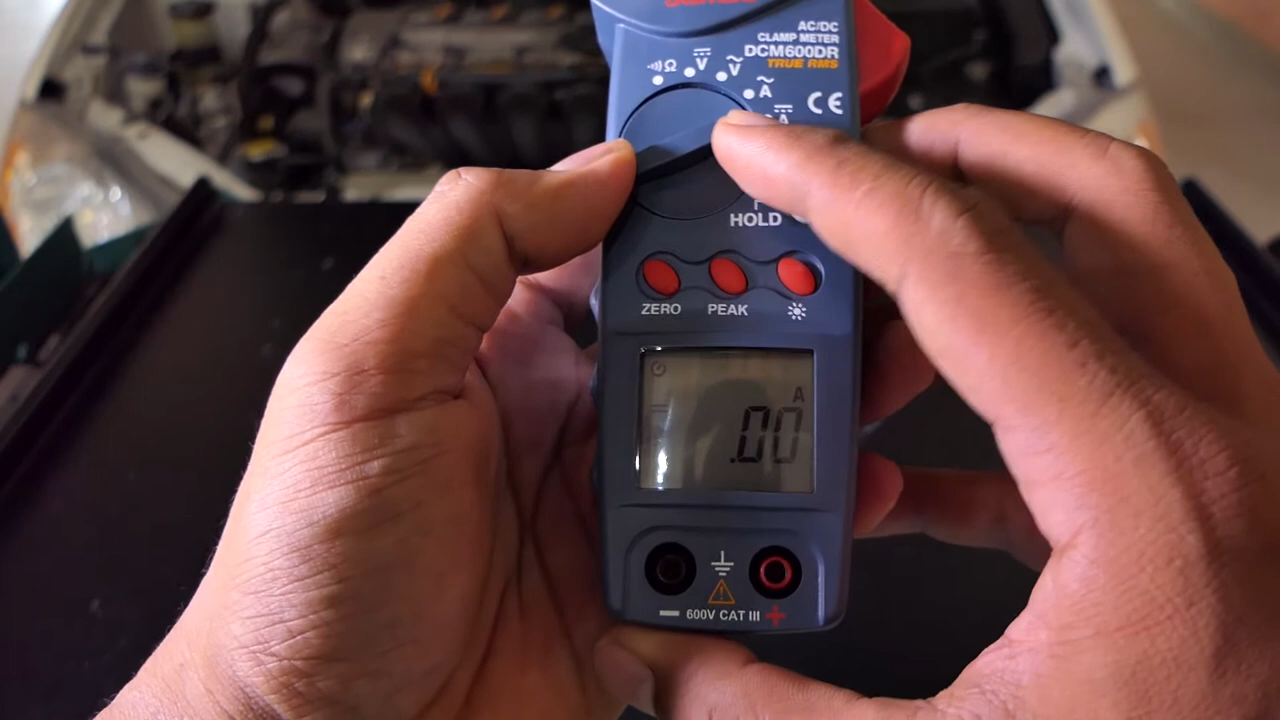 AC/DC
CLAMP METER
DCM600DR
TRUE RMS
Ω
V
V
A
A
CE
HOLD
ZERO PEAK
A
.00
600V CAT III